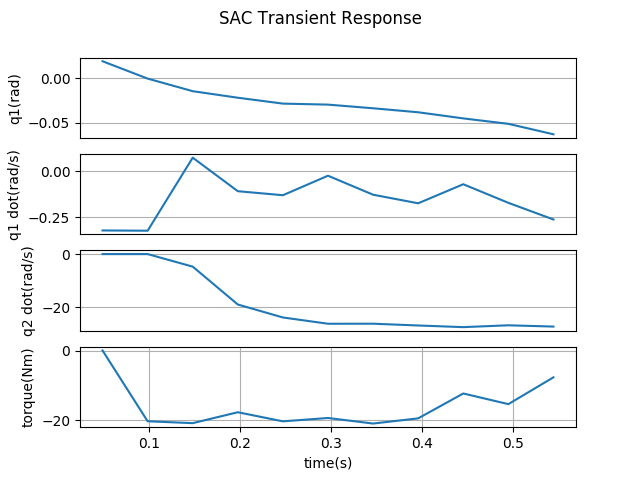 SAC Transient Response
q1(rad)
0.00
−0.05
q1 dot(rad/s)
0.00
−0.25
q2 dot(rad/s)
0
−20
torque(Nm)
0
−20
0.1 0.2 0.3 0.4 0.5
time(s)